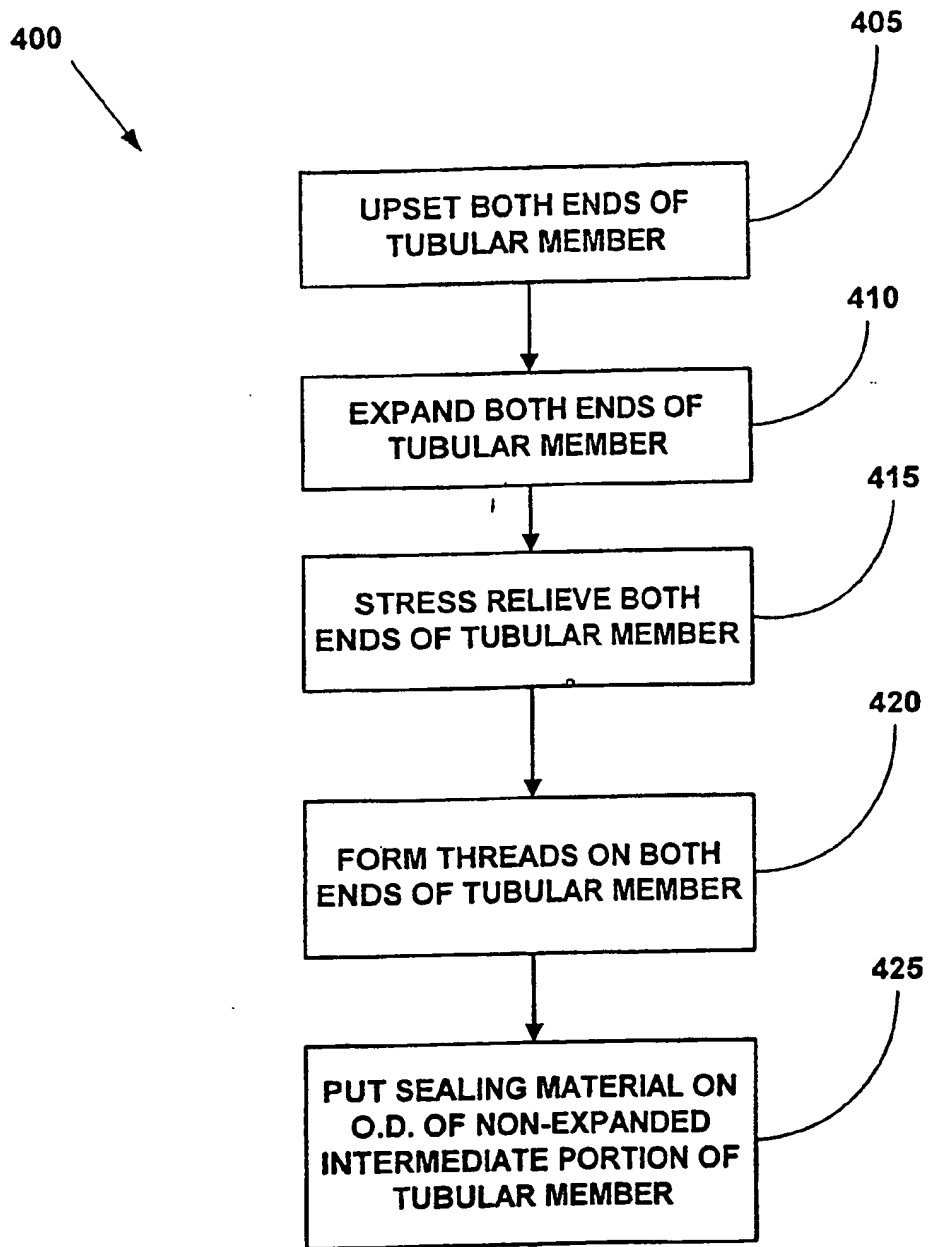 400
405
UPSET BOTH ENDS OF
TUBULAR MEMBER
410
EXPAND BOTH ENDS OF
TUBULAR MEMBER
415
STRESS RELIEVE BOTH
ENDS OF TUBULAR MEMBER
420
FORM THREADS ON BOTH
ENDS OF TUBULAR MEMBER
425
PUT SEALING MATERIAL ON
O.D. OF NON-EXPANDED
INTERMEDIATE PORTION OF
TUBULAR MEMBER